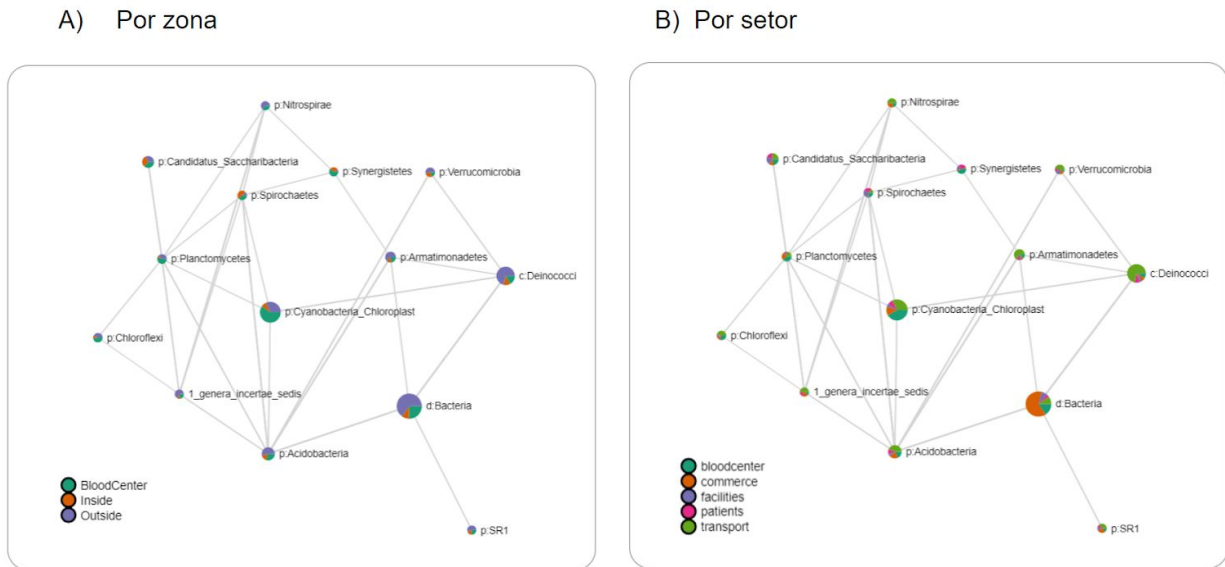 A) Por zona
p:Nitrospirae
p:Candidatus_Saccharibacteria
p:Synergistetes
p:Verrucomicrobia
p:Spirochaetes
p:Planctomycetes
p:Armatimonadetes
c:Deinococci
p:Cyanobacteria_Chloroplast
p:Chloroflexi
1_genera_incertae_sedis
d:Bacteria
p:Acidobacteria
BloodCenter
Inside
Outside
p:SR1
B) Por setor
p:Nitrospirae
p:Candidatus_Saccharibacteria
p:Synergistetes
p:Verrucomicrobia
p:Spirochaetes
p:Planctomycetes
p:Armatimonadetes
c:Deinococci
p:Cyanobacteria_Chloroplast
p:Chloroflexi
1_genera_incertae_sedis
d:Bacteria
p:Acidobacteria
bloodcenter
commerce
facilities
patients
transport
p:SR1